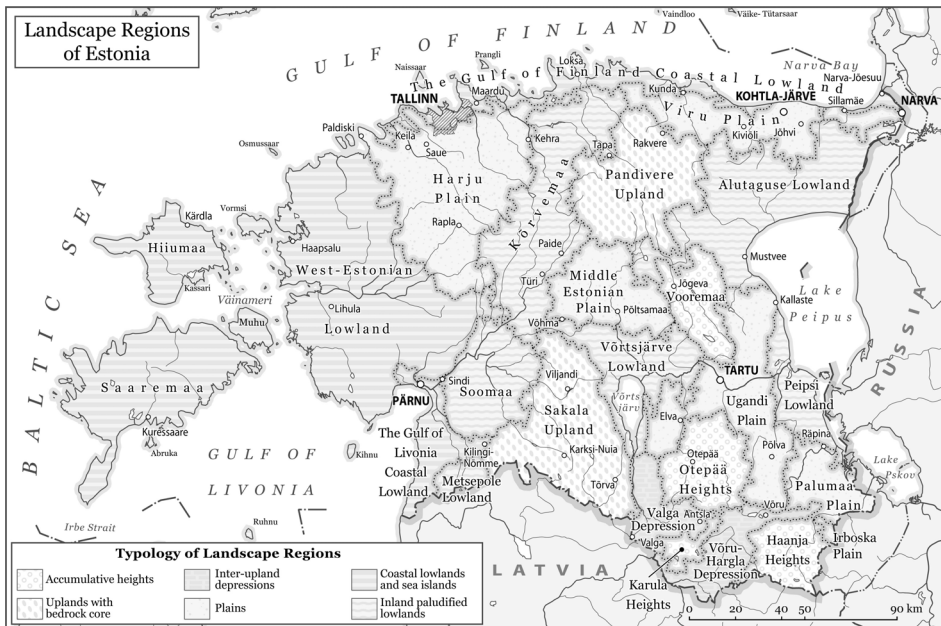 Landscape Regions
of Estonia
GULF OF FINLAND
Vaindloo
Väike- Tütarsaar
Prangli
Naissaar
Loksa
Narva Bay
The Gulf of Finland Coastal Lowland
Narva-Jõesuu
TALLINN
Maardu
Kunda
KOHTLA-JÄRVE
Sillamäe
NARVA
Viru Plain
Paldiski
Keila
Saue
Kehra
Tapa
Rakvere
Kiviõli
Jõhvi
Osmussaar
Harju
Plain
Pandivere
Upland
Alutaguse Lowland
BALTIC SEA
Kärdla
Vormsi
Hiiumaa
Haapsalu
Rapla
Kõrvemaa
Paide
Mustvee
West-Estonian
Kassari
Väinameri
Türi
Middle
Estonian
Plain
Jõgeva
Vooremaa
Lake
Peipus
Kallaste
Muhu
Lihula
Lowland
Põltsamaa
Võhma
RUSSIA
Võrtsjärve
Lowland
Saaremaa
Sindi
PÄRNU
Soomaa
Viljandi
TARTU
Peipsi
Lowland
Võrts
järv
Ugandi
Plain
Sakala
Upland
Elva
Kuressaare
Abruka
The Gulf of
Livonia
Coastal
Lowland
Räpina
Põlva
GULF OF
LIVONIA
Kihnu
Kilingi-
Nõmme
Karksi-Nuia
Otepää
Otepää
Heights
Lake
Pskov
Metsepole
Lowland
Tõrva
Palumaa
Plain
Irbe Strait
Ruhnu
Valga
Depression
Antsla
Võru
Valga
Võru-
Hargla
Depression
Haanja
Heights
Irboska
Plain
LATVIA
Karula
Heights
Typology of Landscape Regions
Accumulative heights
Inter-upland
depressions
Coastal lowlands
and sea islands
Uplands with
bedrock core
Plains
Inland paludified
lowlands
0 20 40 60 90 km